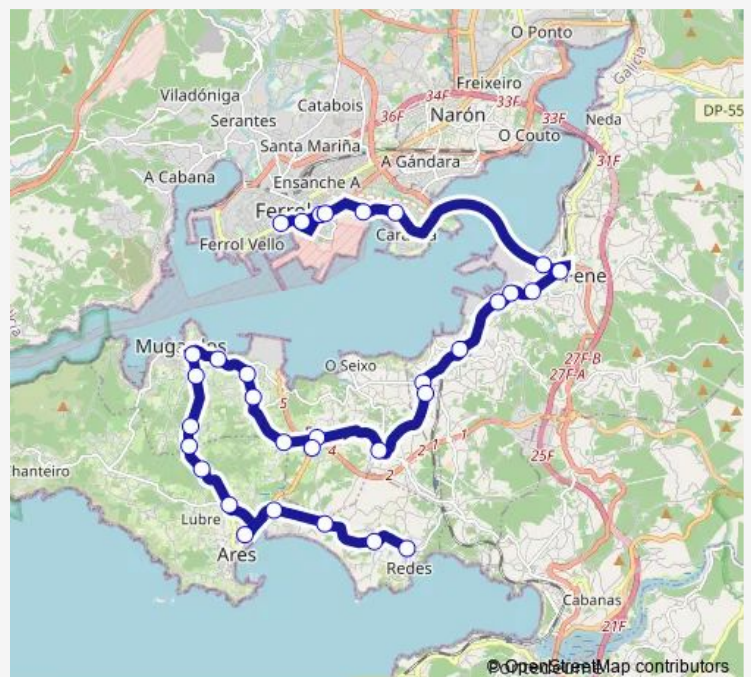 O Ponto
Freixeiro
Galicia
Viladóniga
Catabois
34F
33F
Narón
DP-55
Serantes
36F
33F
Neda
O Couto
Santa Mariña
31F
A Gándara
A Cabana
Ensanche A
Ferrol
Ferrol Vello
Fene
O Seixo
27F-B
27F-A
5
4
2
1
1
2
25F
Lubre
Ares
Redes
Cabanas
21F
© OpenStreetMap contributors